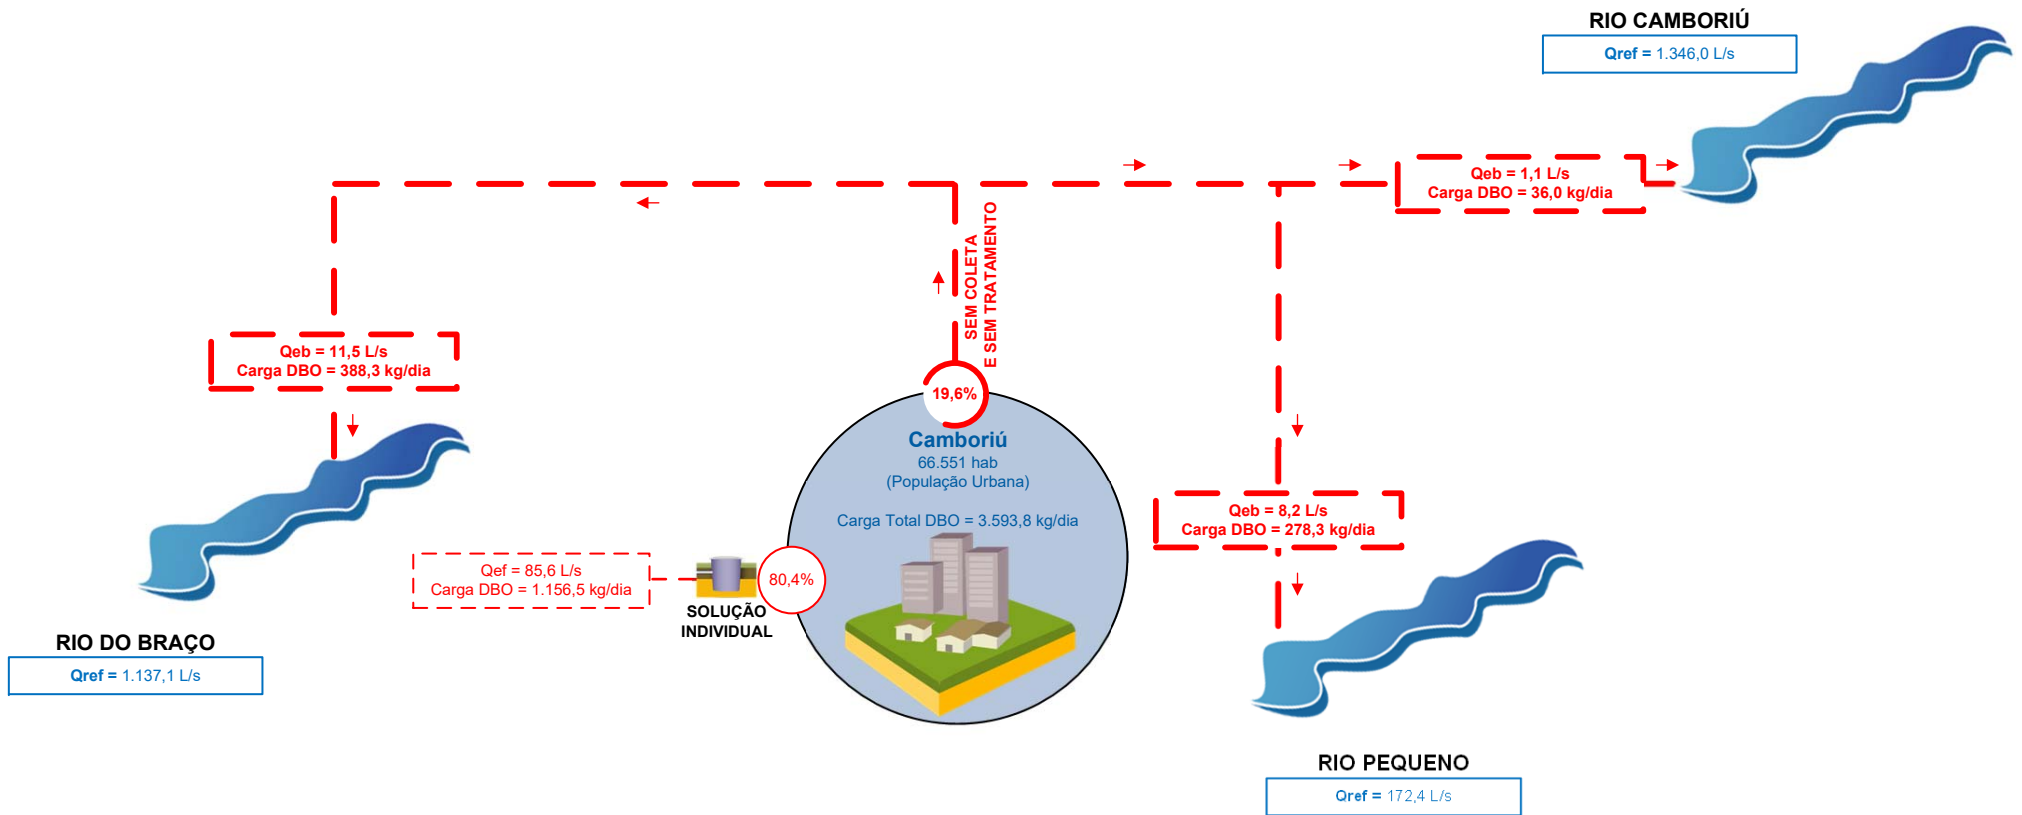 RIO CAMBORIÚ
Qref = 1.346,0 L/s
Qeb = 1,1 L/s
Carga DBO = 36,0 kg/dia
SEM COLETA
E SEM TRATAMENTO
Qeb = 11,5 L/s
Carga DBO = 388,3 kg/dia
19,6%
Camboriú
66.551 hab
(População Urbana)
Carga Total DBO = 3.593,8 kg/dia
Qeb = 8,2 L/s
Carga DBO = 278,3 kg/dia
Qef = 85,6 L/s
Carga DBO = 1.156,5 kg/dia
80,4%
SOLUÇÃO
INDIVIDUAL
RIO DO BRAÇO
Qref = 1.137,1 L/s
RIO PEQUENO
Qref = 172,4 L/s